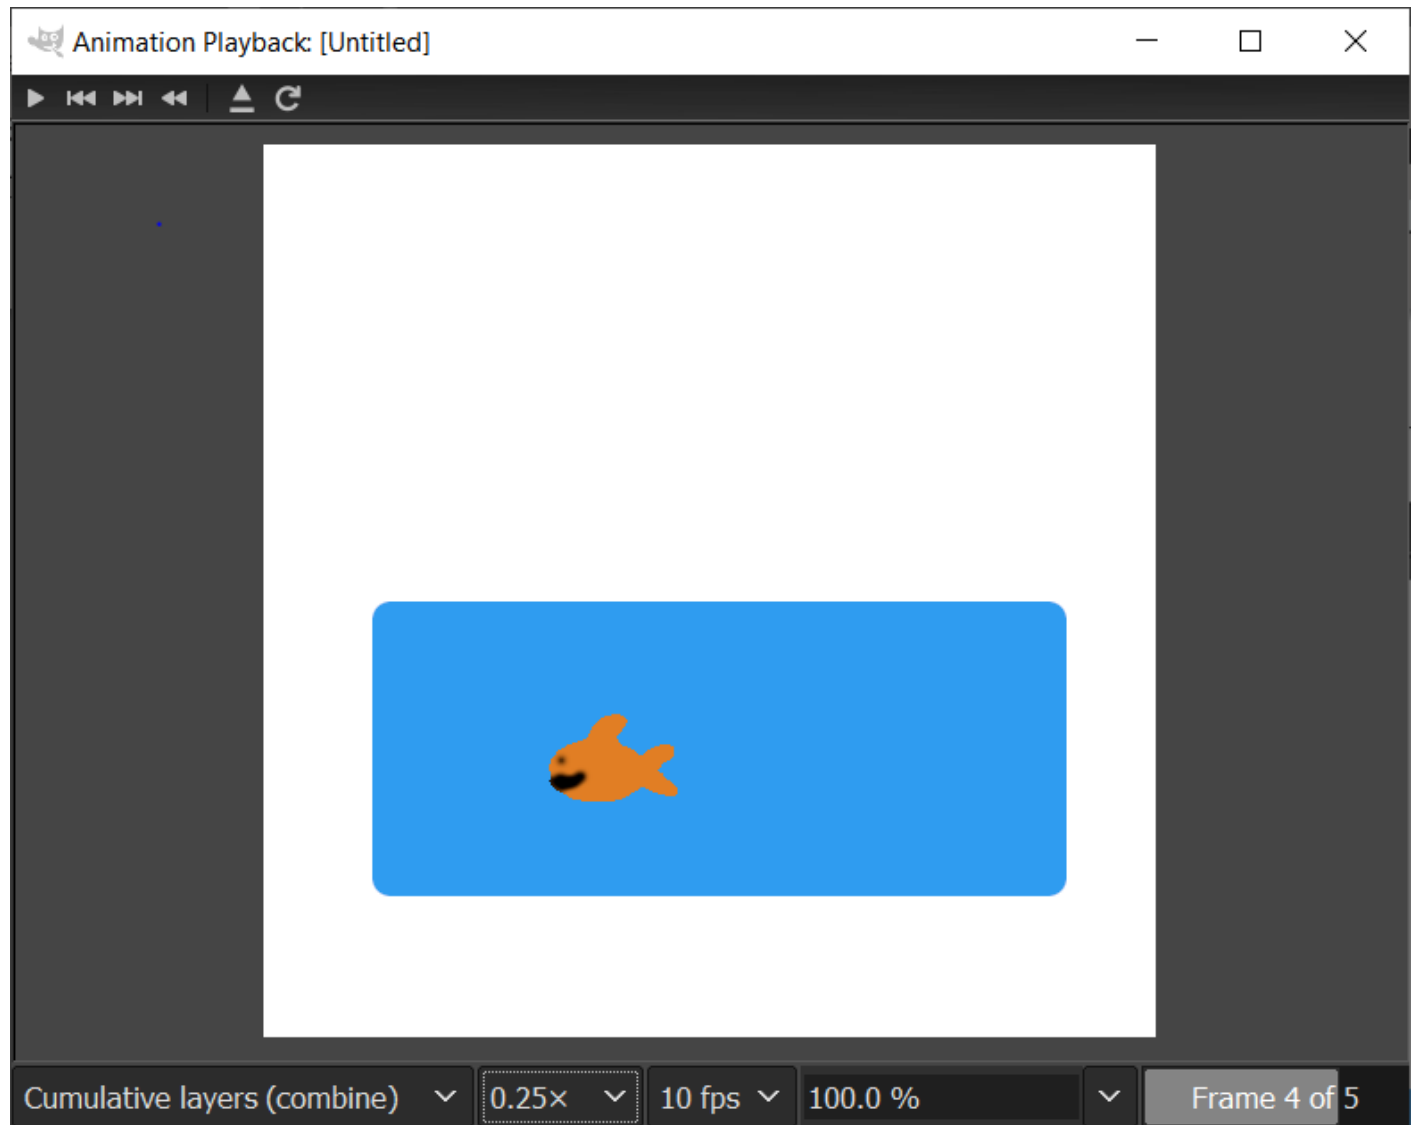 Animation Playback: [Untitled]
Cumulative layers (combine) 0.25× 10 fps 100.0 % Frame 4 of 5